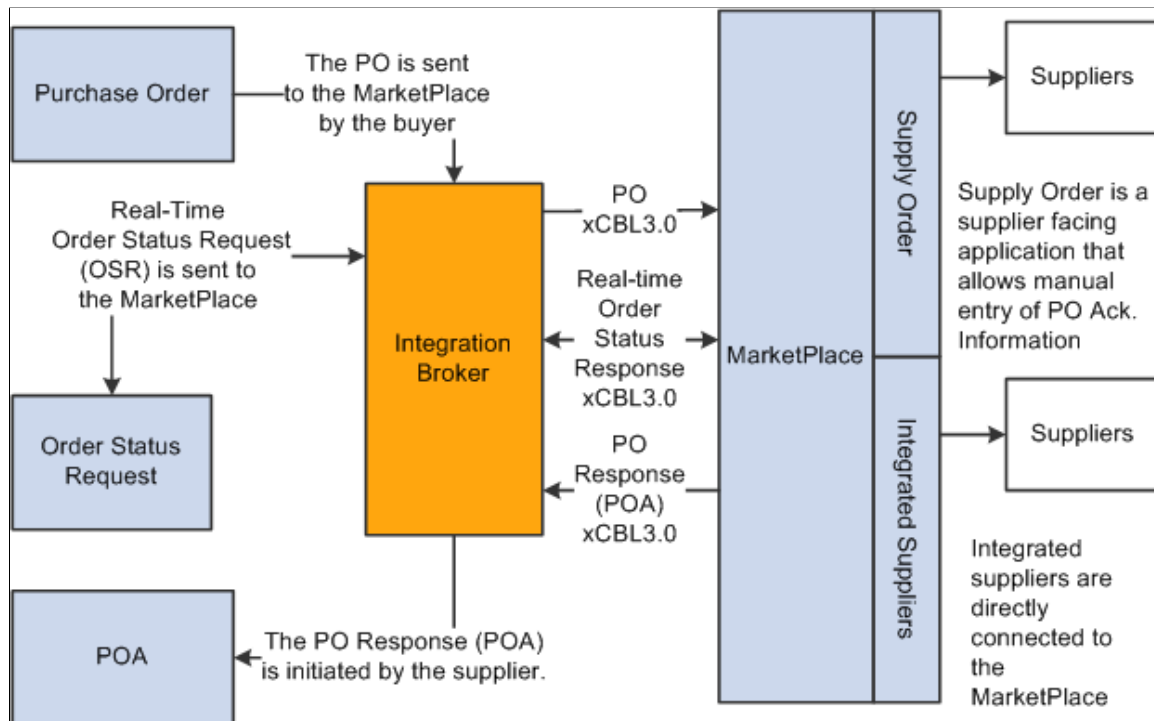 Purchase Order
The PO is sent
to the MarketPlace
by the buyer
Real-Time
Order Status Request
(OSR) is sent to
the MarketPlace
Order Status
Request
POA
The PO Response (POA)
is initiated by the supplier.
Integration
Broker
PO
xCBL3.0
Real-time
Order
Status
Response
xCBL3.0
PO
Response
(POA)
xCBL3.0
MarketPlace
Supply Order
Integrated Suppliers
Suppliers
Supply Order is a
supplier facing
application that
allows manual
entry of PO Ack.
Information
Suppliers
Integrated
suppliers are
directly
connected to
the
MarketPlace